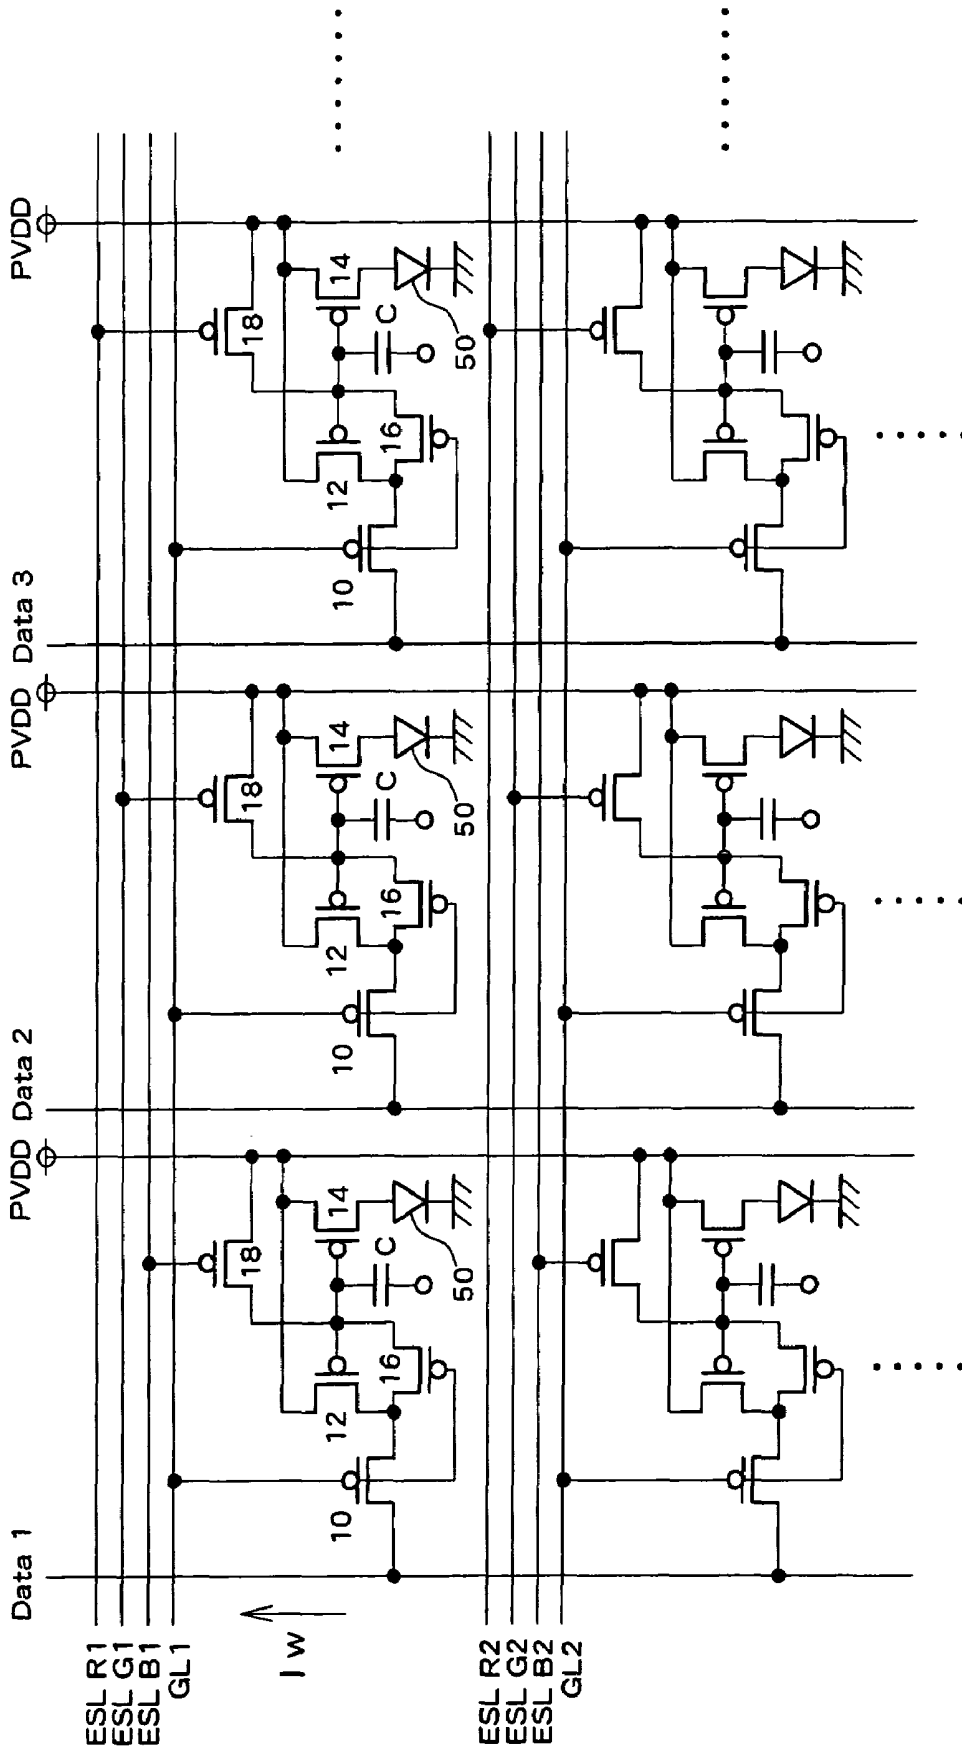 Data 1 PVDD Data 2 PVDD Data 3 PVDD
ESL R1
ESL G1
ESL B1
GL1
18 18 18
Iw
10 12 14 10 12 14 10 12 14
16 C 16 C 16 C
50 50 50
ESL R2
ESL G2
ESL B2
GL2